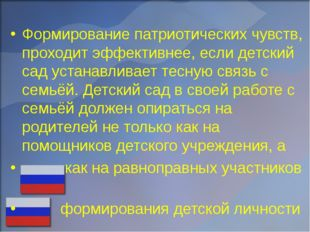 Формирование патриотических чувств,
проходит эффективнее, если детский
сад устанавливает тесную связь с
семьёй. Детский сад в своей работе с
семьёй должен опираться на
родителей не только как на
помощников детского учреждения, а
как на равноправных участников
формирования детской личности